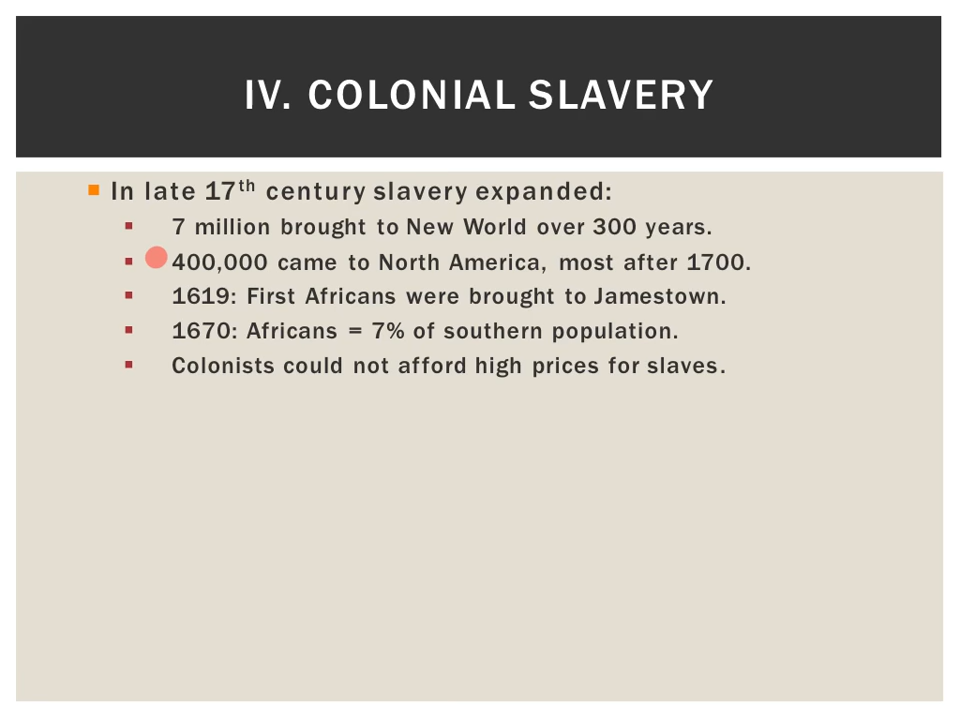 IV. COLONIAL SLAVERY
In late 17th century slavery expanded:
7 million brought to New World over 300 years.
400,000 came to North America, most after 1700.
1619: First Africans were brought to Jamestown.
1670: Africans = 7% of southern population.
Colonists could not afford high prices for slaves.